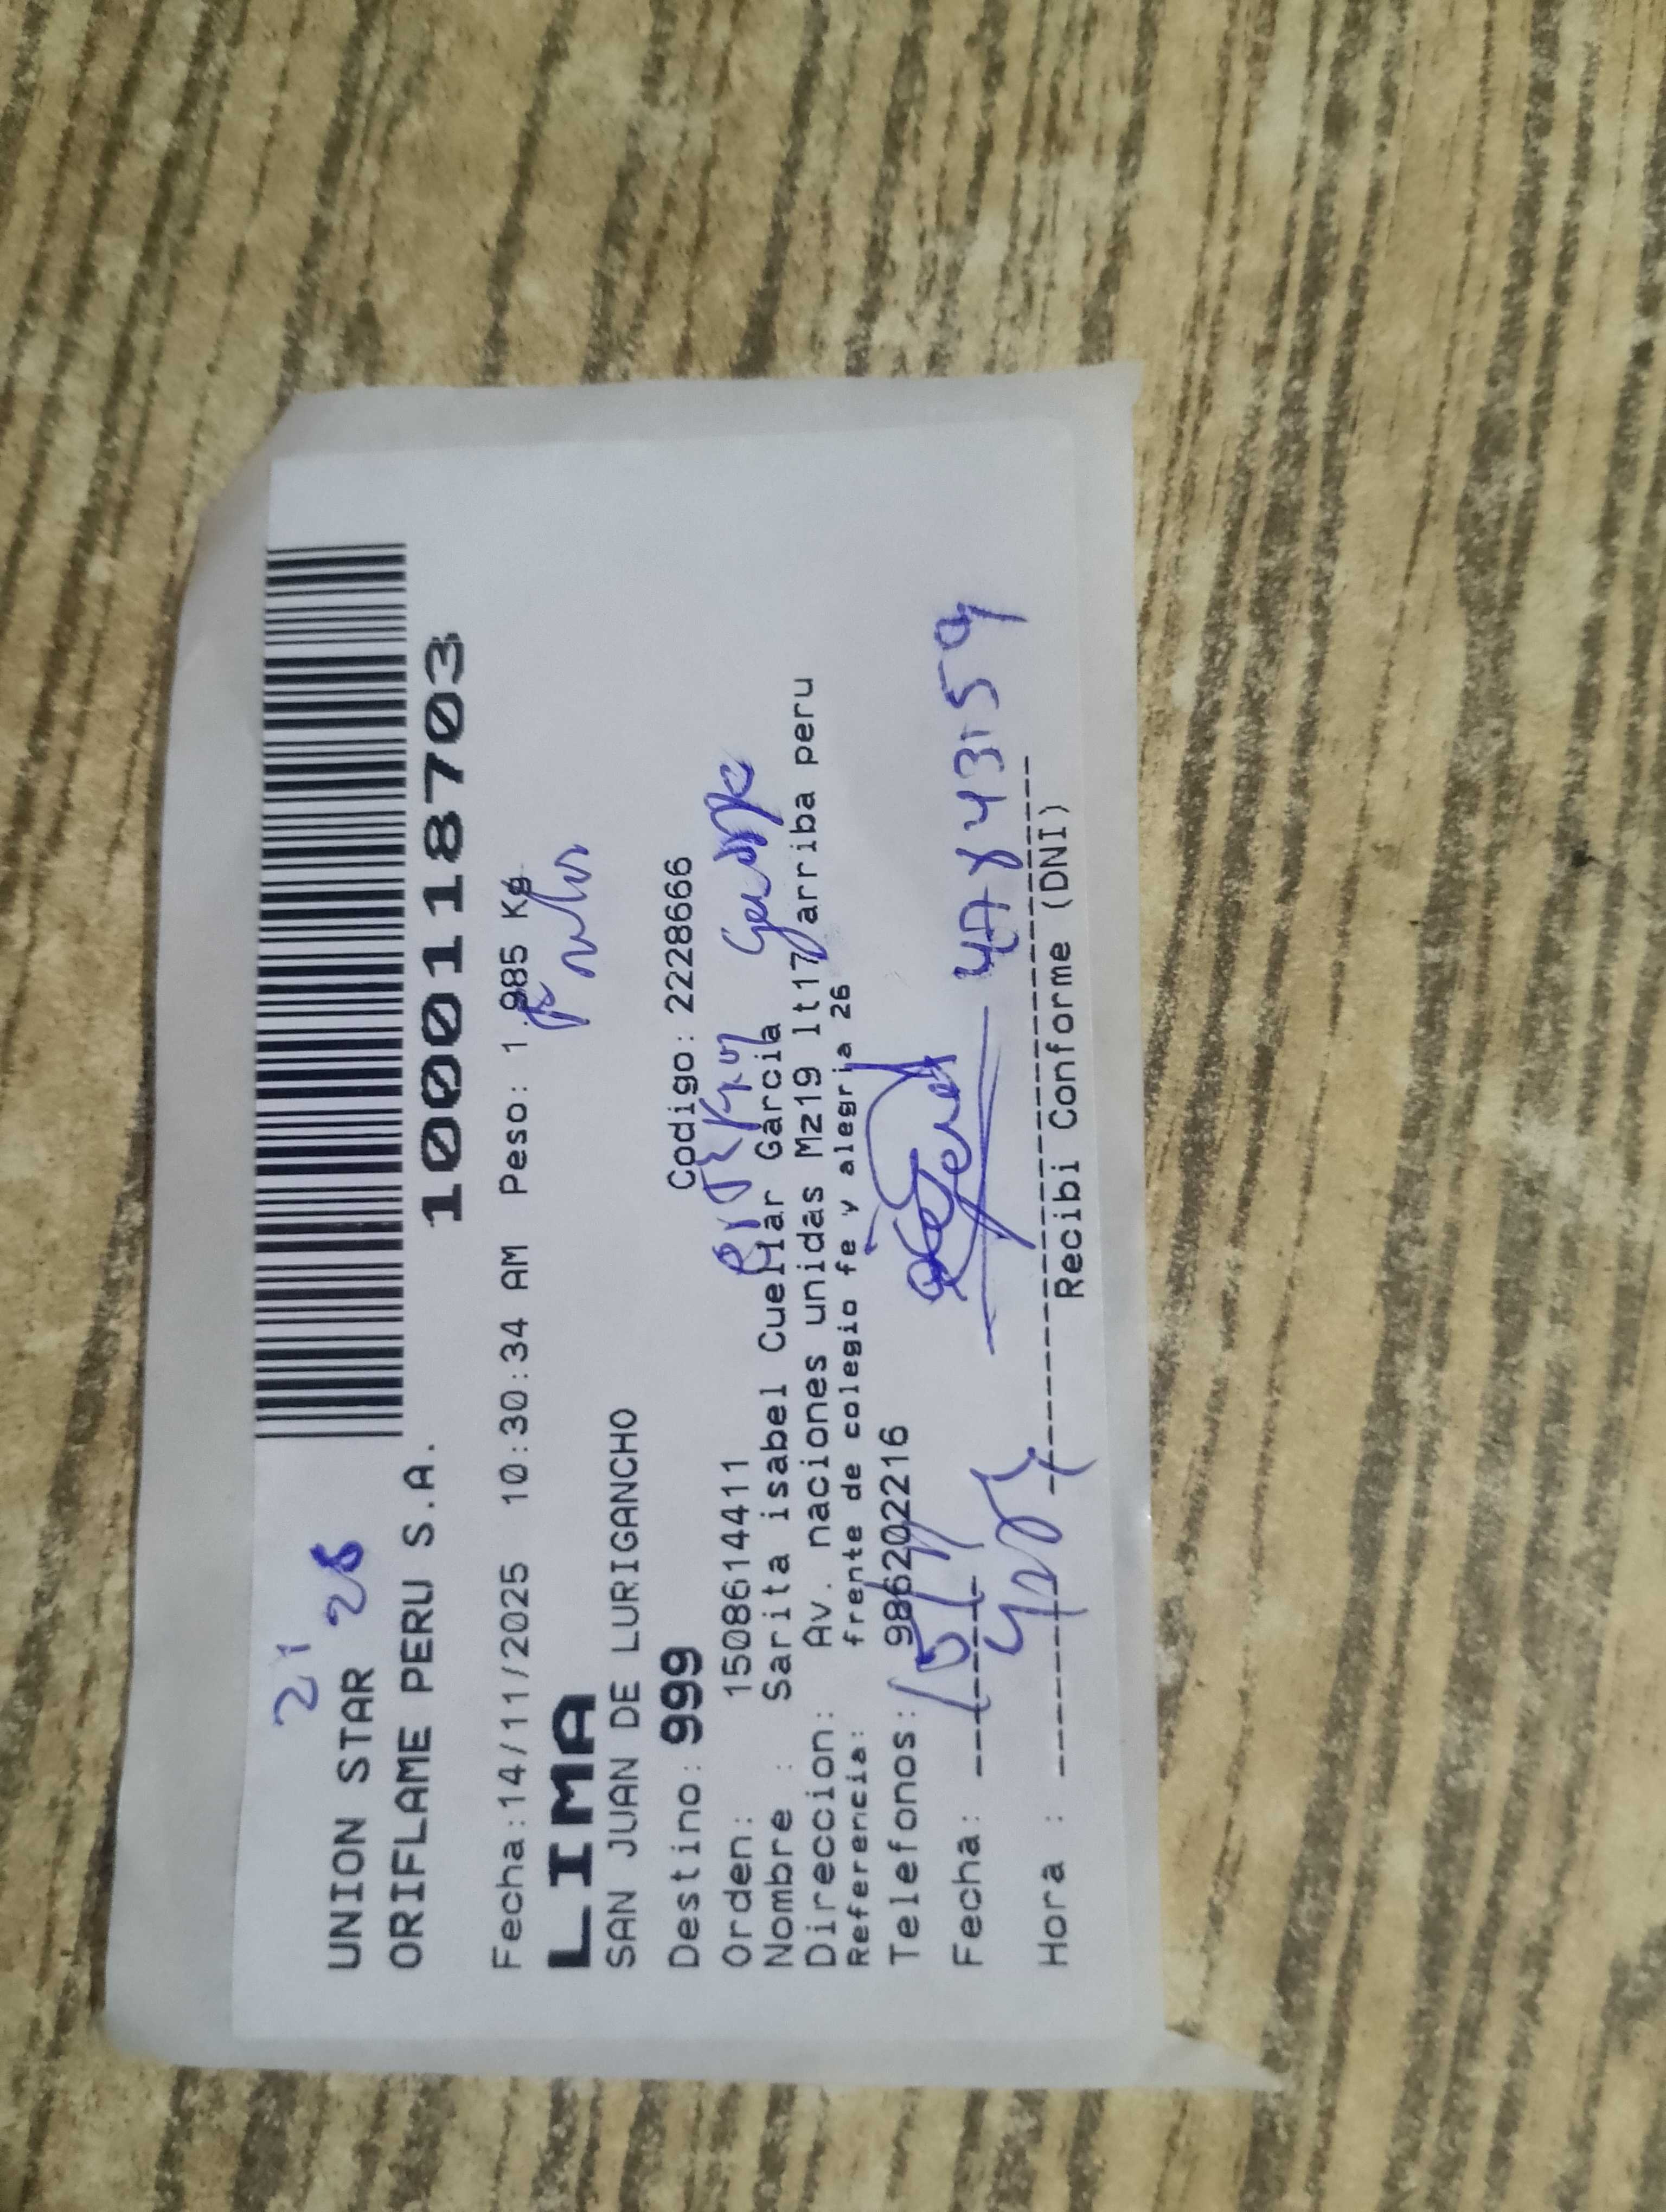 21
28
UNION STAR
ORIFLAME PERU S.A.
1000118703
Fecha:14/11/2025 10:30:34 AM Peso: 1.985 Kg
LIMA
SAN JUAN DE LURIGANCHO
Destino: 999 Codigo: 2228666
Orden: 1508614411
Nombre : Sarita isabel Cuellar Garcia
Direccion: Av. naciones unidas Mz19 lt17 arriba peru
Referencia: frente de colegio fe y alegria 26
Telefonos: 986202216
Fecha:
Hora :
Recibi Conforme (DNI)